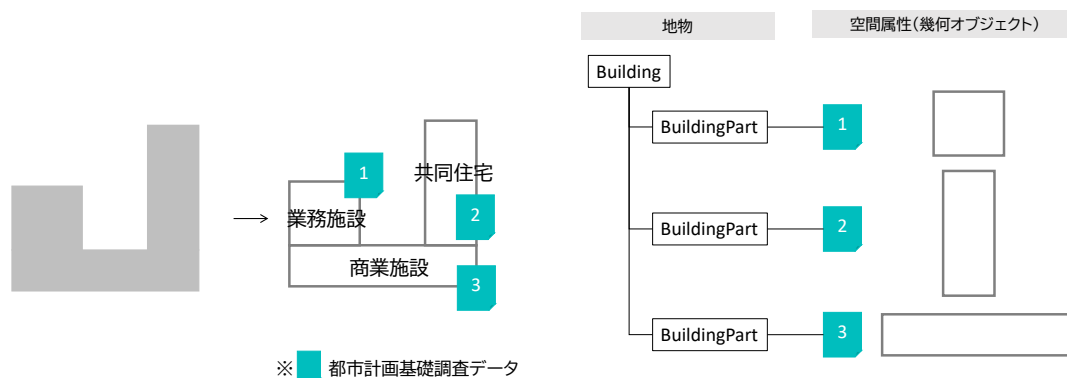 地物
空間属性(幾何オブジェクト)
Building
BuildingPart
1
BuildingPart
2
BuildingPart
3
1
共同住宅
業務施設
2
商業施設
3
※ 都市計画基礎調査データ